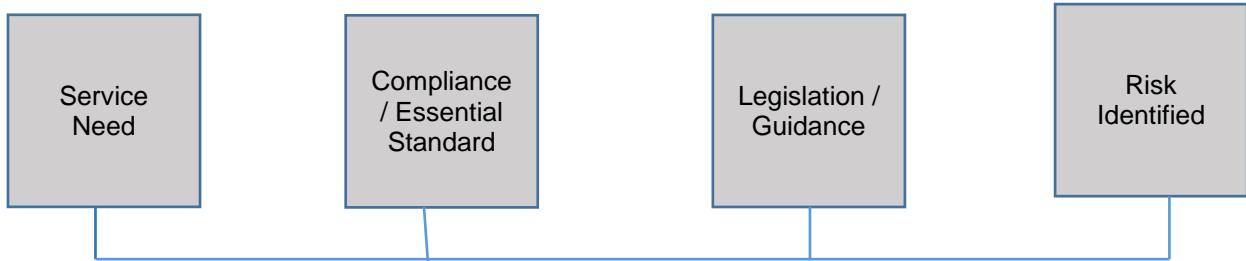 Service
Need
Compliance
/ Essential
Standard
Legislation /
Guidance
Risk
Identified